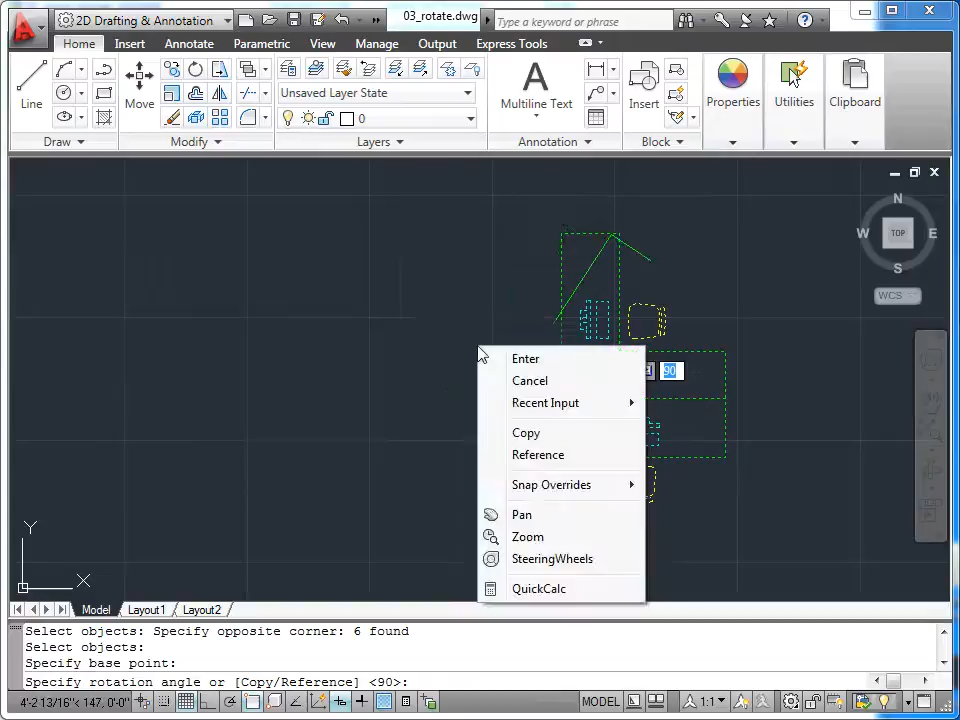 2D Drafting & Annotation
03_rotate.dwg
Type a keyword or phrase
Home Insert Annotate Parametric View Manage Output Express Tools
Line Move Unsaved Layer State 0 Multiline Text Insert Properties Utilities Clipboard
Draw Modify Layers Annotation Block
N
W TOP E
S
WCS
90
Enter
Cancel
Recent Input
Copy
Reference
Snap Overrides
Pan
Zoom
SteeringWheels
QuickCalc
Y
X
Model Layout1 Layout2
Select objects: Specify opposite corner: 6 found
Select objects:
Specify base point:
Specify rotation angle or [Copy/Reference] <90>:
4'-2 13/16"< 147, 0'-0" MODEL 1:1